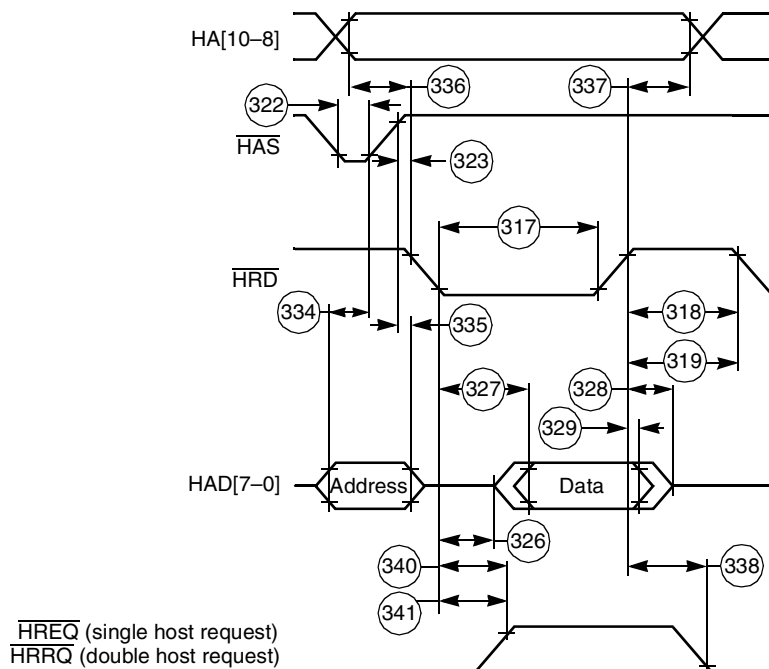 HA[10–8]
336
337
322
HAS
323
317
HRD
334
335
318
319
327
328
329
HAD[7–0]
Address
Data
326
340
338
341
HREQ (single host request)
HRRQ (double host request)